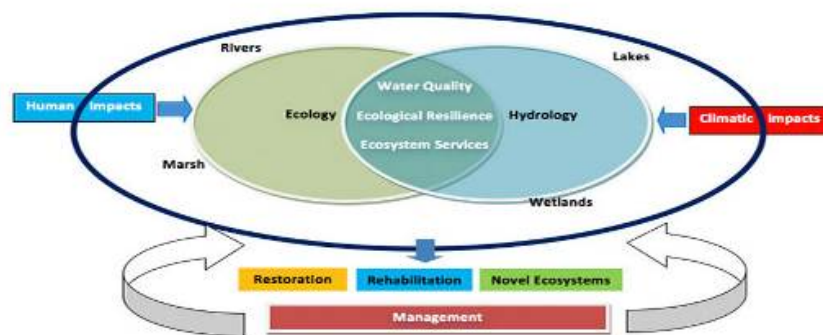 Rivers
Lakes
Water Quality
Human Impacts
Ecology
Ecological Resilience
Hydrology
Climatic Impacts
Ecosystem Services
Marsh
Wetlands
Restoration
Rehabilitation
Novel Ecosystems
Management